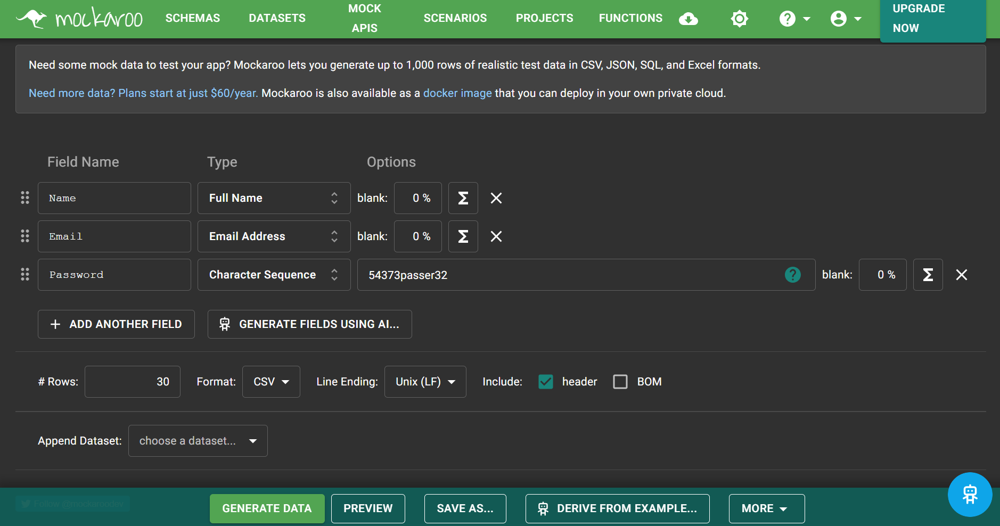 mockaroo
SCHEMAS
DATASETS
MOCK
APIS
SCENARIOS
PROJECTS
FUNCTIONS
UPGRADE
NOW
Need some mock data to test your app? Mockaroo lets you generate up to 1,000 rows of realistic test data in CSV, JSON, SQL, and Excel formats.
Need more data? Plans start at just $60/year. Mockaroo is also available as a docker image that you can deploy in your own private cloud.
Field Name Type Options
Name Full Name blank: 0 %
Email Email Address blank: 0 %
Password Character Sequence 54373passer32 ? blank: 0 %
+ ADD ANOTHER FIELD GENERATE FIELDS USING AI...
# Rows: 30 Format: CSV Line Ending: Unix (LF) Include: header BOM
Append Dataset: choose a dataset...
Follow @mockaroodev
GENERATE DATA PREVIEW SAVE AS... DERIVE FROM EXAMPLE... MORE